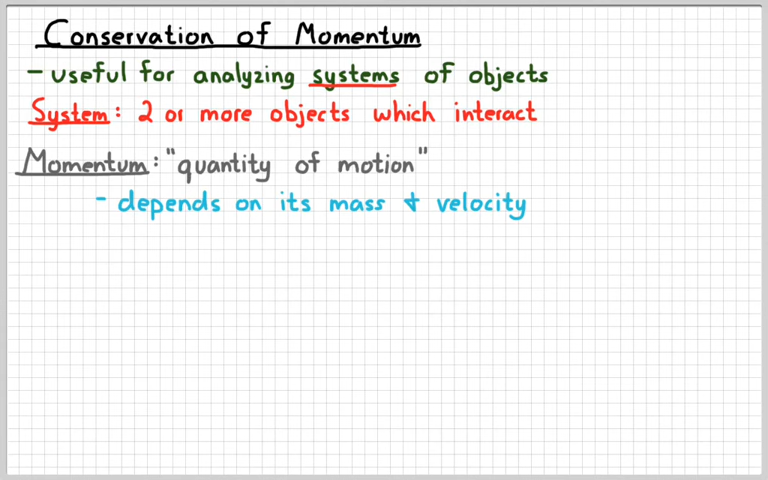 Conservation of Momentum
- useful for analyzing systems of objects
System: 2 or more objects which interact
Momentum: "quantity of motion"
- depends on its mass & velocity